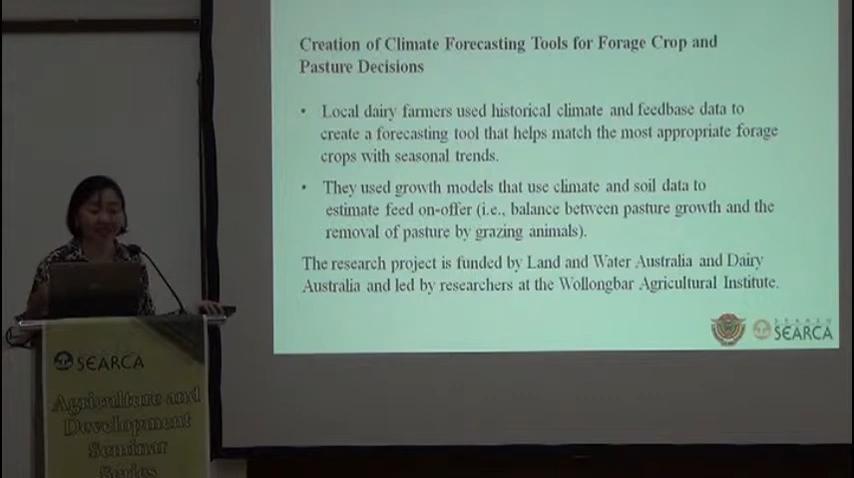 Creation of Climate Forecasting Tools for Forage Crop and
Pasture Decisions
• Local dairy farmers used historical climate and feedbase data to
create a forecasting tool that helps match the most appropriate forage
crops with seasonal trends.
• They used growth models that use climate and soil data to
estimate feed on-offer (i.e., balance between pasture growth and the
removal of pasture by grazing animals).
The research project is funded by Land and Water Australia and Dairy
Australia and led by researchers at the Wollongbar Agricultural Institute.
SEARCA
SEARCA
Agriculture and
Development
Seminar
Series